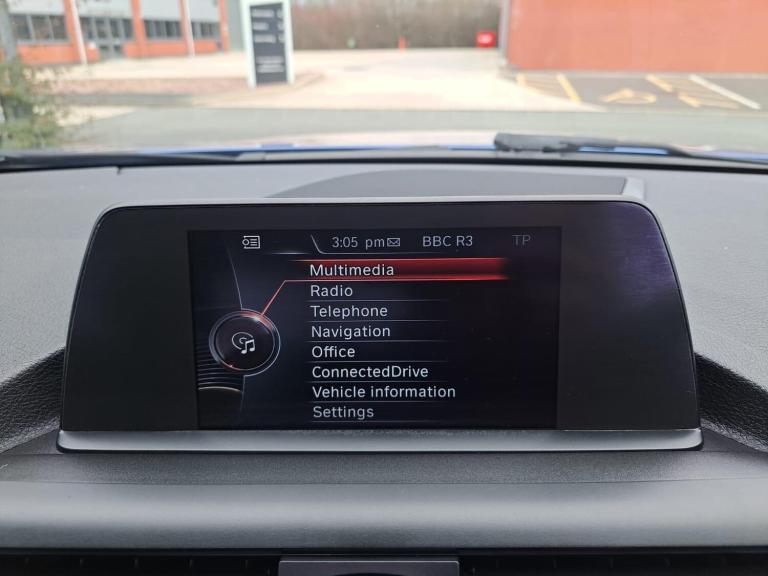 3:05 pm BBC R3 TP
Multimedia
Radio
Telephone
Navigation
Office
ConnectedDrive
Vehicle information
Settings